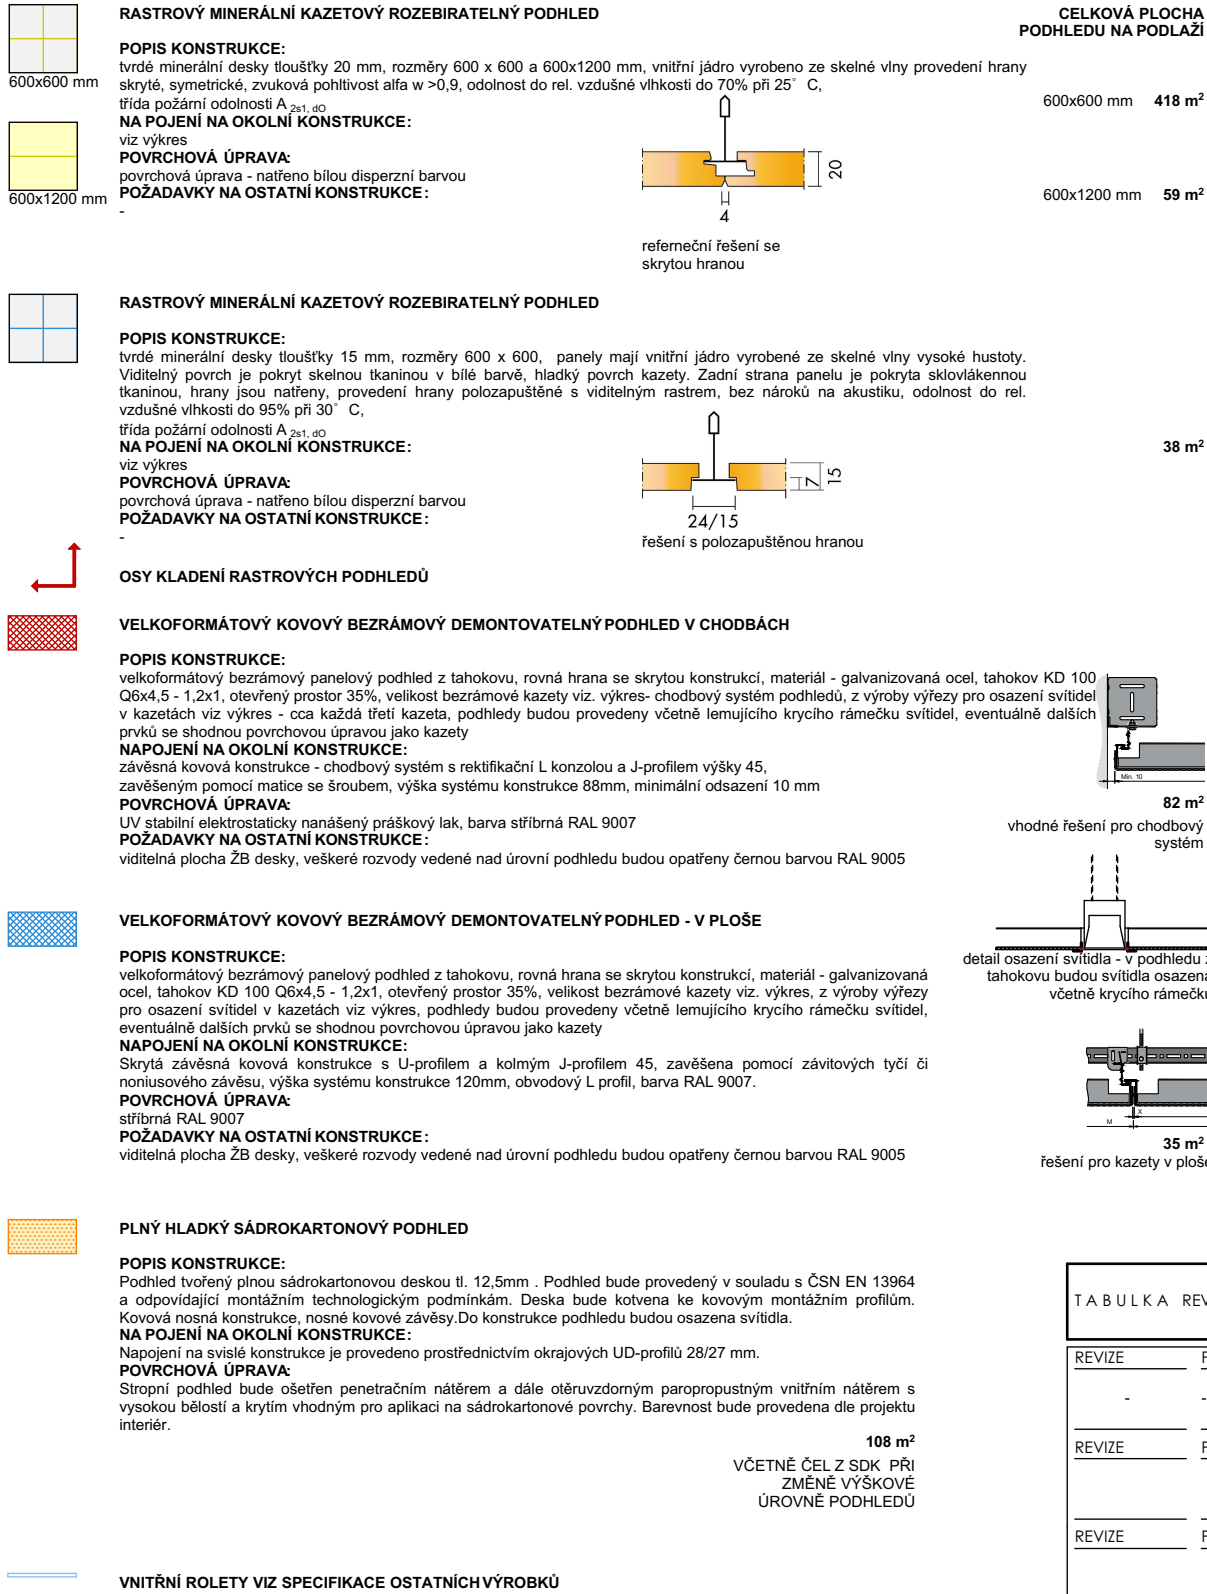 RASTROVÝ MINERÁLNÍ KAZETOVÝ ROZEBIRATELNÝ PODHLED
CELKOVÁ PLOCHA
PODHLEDU NA PODLAŽÍ
POPIS KONSTRUKCE:
tvrdé minerální desky tloušťky 20 mm, rozměry 600 x 600 a 600x1200 mm, vnitřní jádro vyrobeno ze skelné vlny provedení hrany
skryté, symetrické, zvuková pohltivost alfa w >0,9, odolnost do rel. vzdušné vlhkosti do 70% při 25° C,
třída požární odolnosti A 2s1, dO
600x600 mm
600x600 mm 418 m²
NA POJENÍ NA OKOLNÍ KONSTRUKCE:
viz výkres
POVRCHOVÁ ÚPRAVA:
povrchová úprava - natřeno bílou disperzní barvou
POŽADAVKY NA OSTATNÍ KONSTRUKCE:
-
600x1200 mm
20
4
600x1200 mm 59 m²
referneční řešení se
skrytou hranou
RASTROVÝ MINERÁLNÍ KAZETOVÝ ROZEBIRATELNÝ PODHLED
POPIS KONSTRUKCE:
tvrdé minerální desky tloušťky 15 mm, rozměry 600 x 600, panely mají vnitřní jádro vyrobené ze skelné vlny vysoké hustoty.
Viditelný povrch je pokryt skelnou tkaninou v bílé barvě, hladký povrch kazety. Zadní strana panelu je pokryta sklovlákennou
tkaninou, hrany jsou natřeny, provedení hrany polozapuštěné s viditelným rastrem, bez nároků na akustiku, odolnost do rel.
vzdušné vlhkosti do 95% při 30° C,
třída požární odolnosti A 2s1, dO
NA POJENÍ NA OKOLNÍ KONSTRUKCE:
38 m²
viz výkres
POVRCHOVÁ ÚPRAVA:
povrchová úprava - natřeno bílou disperzní barvou
POŽADAVKY NA OSTATNÍ KONSTRUKCE:
-
7
15
24/15
řešení s polozapuštěnou hranou
OSY KLADENÍ RASTROVÝCH PODHLEDŮ
VELKOFORMÁTOVÝ KOVOVÝ BEZRÁMOVÝ DEMONTOVATELNÝ PODHLED V CHODBÁCH
POPIS KONSTRUKCE:
velkoformátový bezrámový panelový podhled z tahokovu, rovná hrana se skrytou konstrukcí, materiál - galvanizovaná ocel, tahokov KD 100
Q6x4,5 - 1,2x1, otevřený prostor 35%, velikost bezrámové kazety viz. výkres- chodbový systém podhledů, z výroby výřezy pro osazení svítidel
v kazetách viz výkres - cca každá třetí kazeta, podhledy budou provedeny včetně lemujícího krycího rámečku svítidel, eventuálně dalších
prvků se shodnou povrchovou úpravou jako kazety
NAPOJENÍ NA OKOLNÍ KONSTRUKCE:
závěsná kovová konstrukce - chodbový systém s rektifikační L konzolou a J-profilem výšky 45,
zavěšeným pomocí matice se šroubem, výška systému konstrukce 88mm, minimální odsazení 10 mm
POVRCHOVÁ ÚPRAVA:
UV stabilní elektrostaticky nanášený práškový lak, barva stříbrná RAL 9007
POŽADAVKY NA OSTATNÍ KONSTRUKCE:
viditelná plocha ŽB desky, veškeré rozvody vedené nad úrovní podhledu budou opatřeny černou barvou RAL 9005
Min. 10
82 m²
vhodné řešení pro chodbový
systém
VELKOFORMÁTOVÝ KOVOVÝ BEZRÁMOVÝ DEMONTOVATELNÝ PODHLED - V PLOŠE
POPIS KONSTRUKCE:
velkoformátový bezrámový panelový podhled z tahokovu, rovná hrana se skrytou konstrukcí, materiál - galvanizovaná
ocel, tahokov KD 100 Q6x4,5 - 1,2x1, otevřený prostor 35%, velikost bezrámové kazety viz. výkres, z výroby výřezy
pro osazení svítidel v kazetách viz výkres, podhledy budou provedeny včetně lemujícího krycího rámečku svítidel,
eventuálně dalších prvků se shodnou povrchovou úpravou jako kazety
NAPOJENÍ NA OKOLNÍ KONSTRUKCE:
Skrytá závěsná kovová konstrukce s U-profilem a kolmým J-profilem 45, zavěšena pomocí závitových tyčí či
noniusového závěsu, výška systému konstrukce 120mm, obvodový L profil, barva RAL 9007.
POVRCHOVÁ ÚPRAVA:
stříbrná RAL 9007
POŽADAVKY NA OSTATNÍ KONSTRUKCE:
viditelná plocha ŽB desky, veškeré rozvody vedené nad úrovní podhledu budou opatřeny černou barvou RAL 9005
detail osazení svítidla - v podhledu z
tahokovu budou svítidla osazena
včetně krycího rámečku
X
M
35 m²
řešení pro kazety v ploše
PLNÝ HLADKÝ SÁDROKARTONOVÝ PODHLED
POPIS KONSTRUKCE:
Podhled tvořený plnou sádrokartonovou deskou tl. 12,5mm . Podhled bude provedený v souladu s ČSN EN 13964
a odpovídající montážním technologickým podmínkám. Deska bude kotvena ke kovovým montážním profilům.
Kovová nosná konstrukce, nosné kovové závěsy.Do konstrukce podhledu budou osazena svítidla.
NA POJENÍ NA OKOLNÍ KONSTRUKCE:
Napojení na svislé konstrukce je provedeno prostřednictvím okrajových UD-profilů 28/27 mm.
POVRCHOVÁ ÚPRAVA:
Stropní podhled bude ošetřen penetračním nátěrem a dále otěruvzdorným paropropustným vnitřním nátěrem s
vysokou bělostí a krytím vhodným pro aplikaci na sádrokartonové povrchy. Barevnost bude provedena dle projektu
interiér.
108 m²
VČETNĚ ČEL Z SDK PŘI
ZMĚNĚ VÝŠKOVÉ
ÚROVNĚ PODHLEDŮ
TABULKA REV
REVIZE
- -
REVIZE
REVIZE
VNITŘNÍ ROLETY VIZ SPECIFIKACE OSTATNÍCH VÝROBKŮ